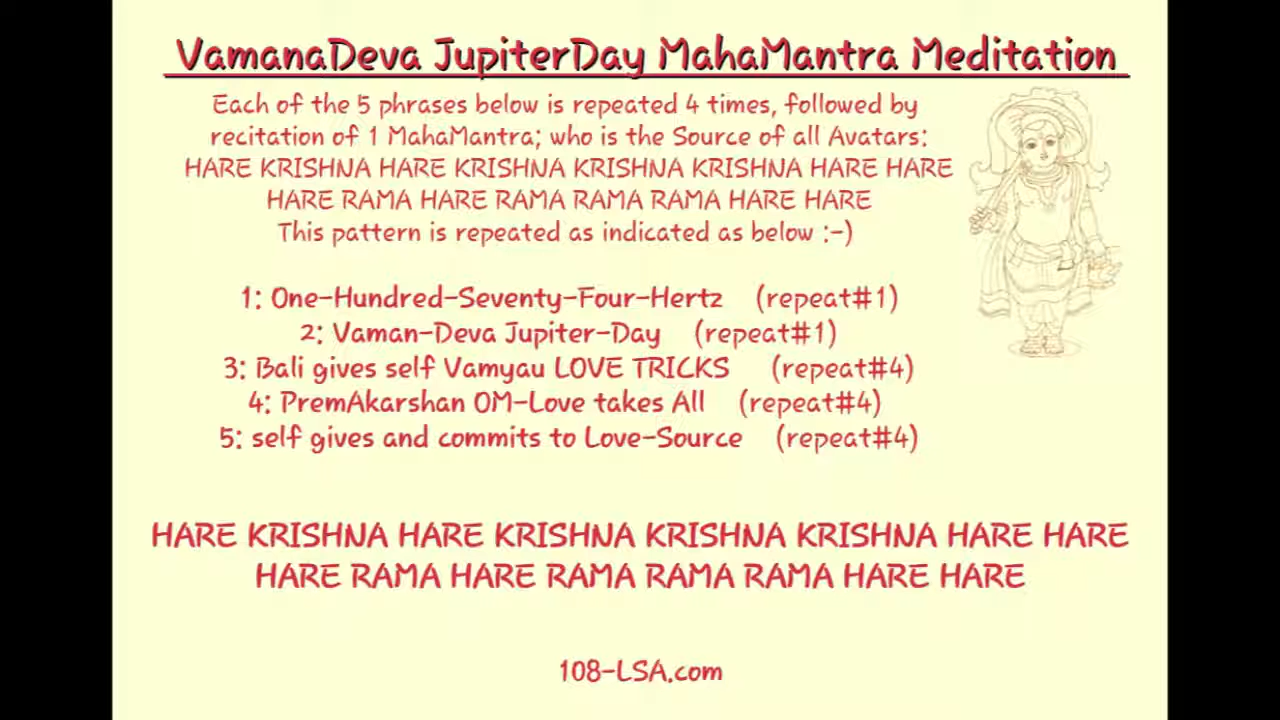 VamanaDeva JupiterDay MahaMantra Meditation
Each of the 5 phrases below is repeated 4 times, followed by
recitation of 1 MahaMantra; who is the Source of all Avatars:
HARE KRISHNA HARE KRISHNA KRISHNA KRISHNA HARE HARE
HARE RAMA HARE RAMA RAMA RAMA HARE HARE
This pattern is repeated as indicated as below :-)
1: One-Hundred-Seventy-Four-Hertz (repeat#1)
2: Vaman-Deva Jupiter-Day (repeat#1)
3: Bali gives self Vamyau LOVE TRICKS (repeat#4)
4: PremAkarshan OM-Love takes All (repeat#4)
5: self gives and commits to Love-Source (repeat#4)
HARE KRISHNA HARE KRISHNA KRISHNA KRISHNA HARE HARE
HARE RAMA HARE RAMA RAMA RAMA HARE HARE
108-LSA.com